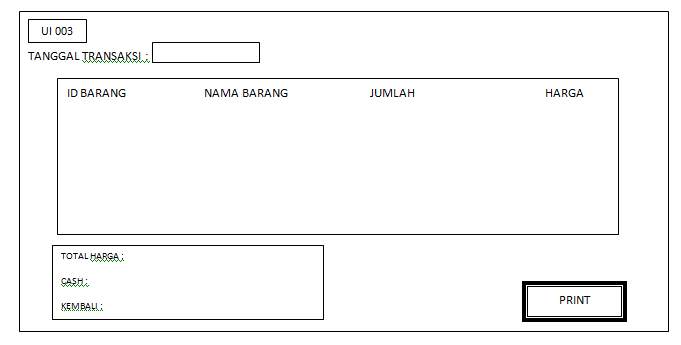 UI 003
TANGGAL TRANSAKSI :
ID BARANG NAMA BARANG JUMLAH HARGA
TOTAL HARGA :
CASH :
KEMBALI :
PRINT